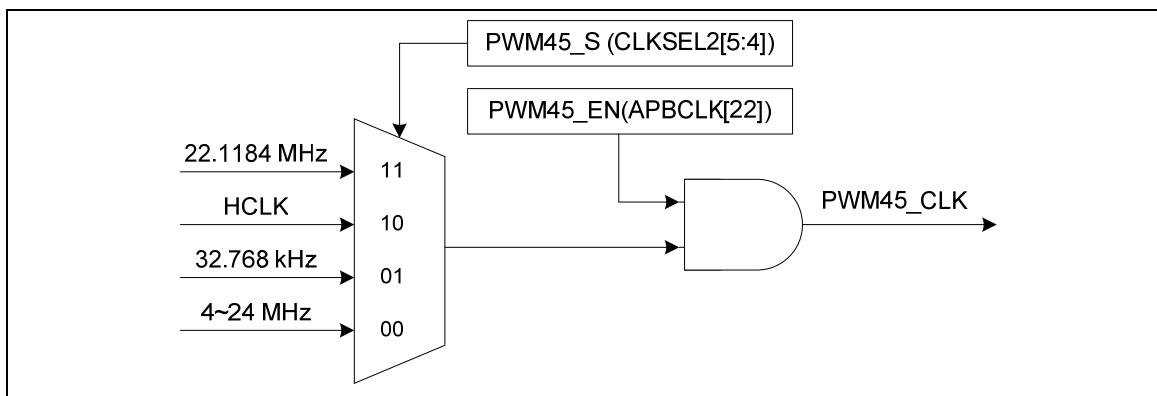 PWM45_S (CLKSEL2[5:4])
PWM45_EN(APBCLK[22])
22.1184 MHz
11
HCLK
10
32.768 kHz
01
4~24 MHz
00
PWM45_CLK